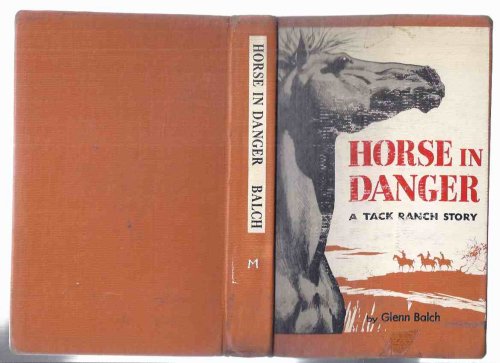 HORSE IN DANGER BALCH
M
HORSE IN
DANGER
A TACK RANCH STORY
by Glenn Balch